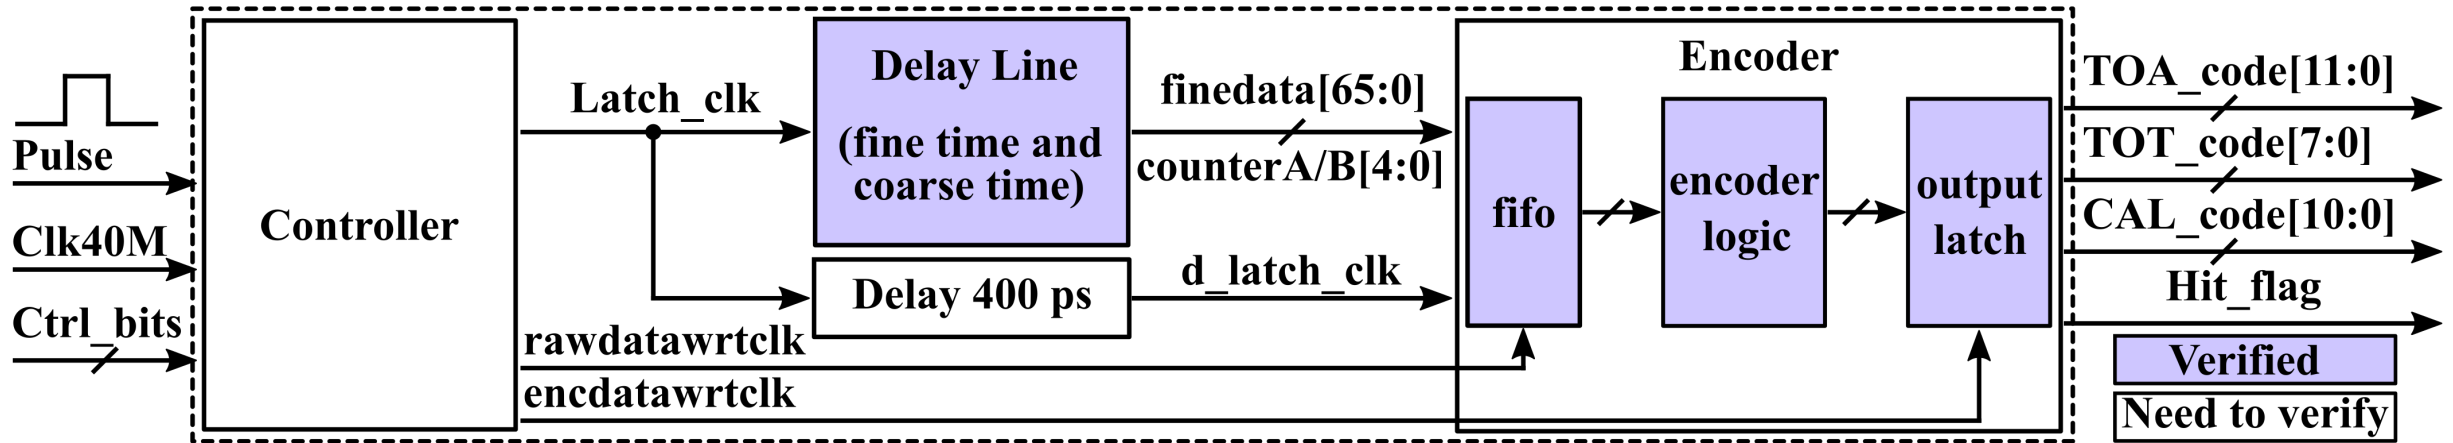 Pulse
Clk40M
Ctrl_bits
Controller
Latch_clk
rawdatawrtclk
encdatawrtclk
Delay Line
(fine time and
coarse time)
Delay 400 ps
finedata[65:0]
counterA/B[4:0]
d_latch_clk
Encoder
fifo
encoder
logic
output
latch
TOA_code[11:0]
TOT_code[7:0]
CAL_code[10:0]
Hit_flag
Verified
Need to verify